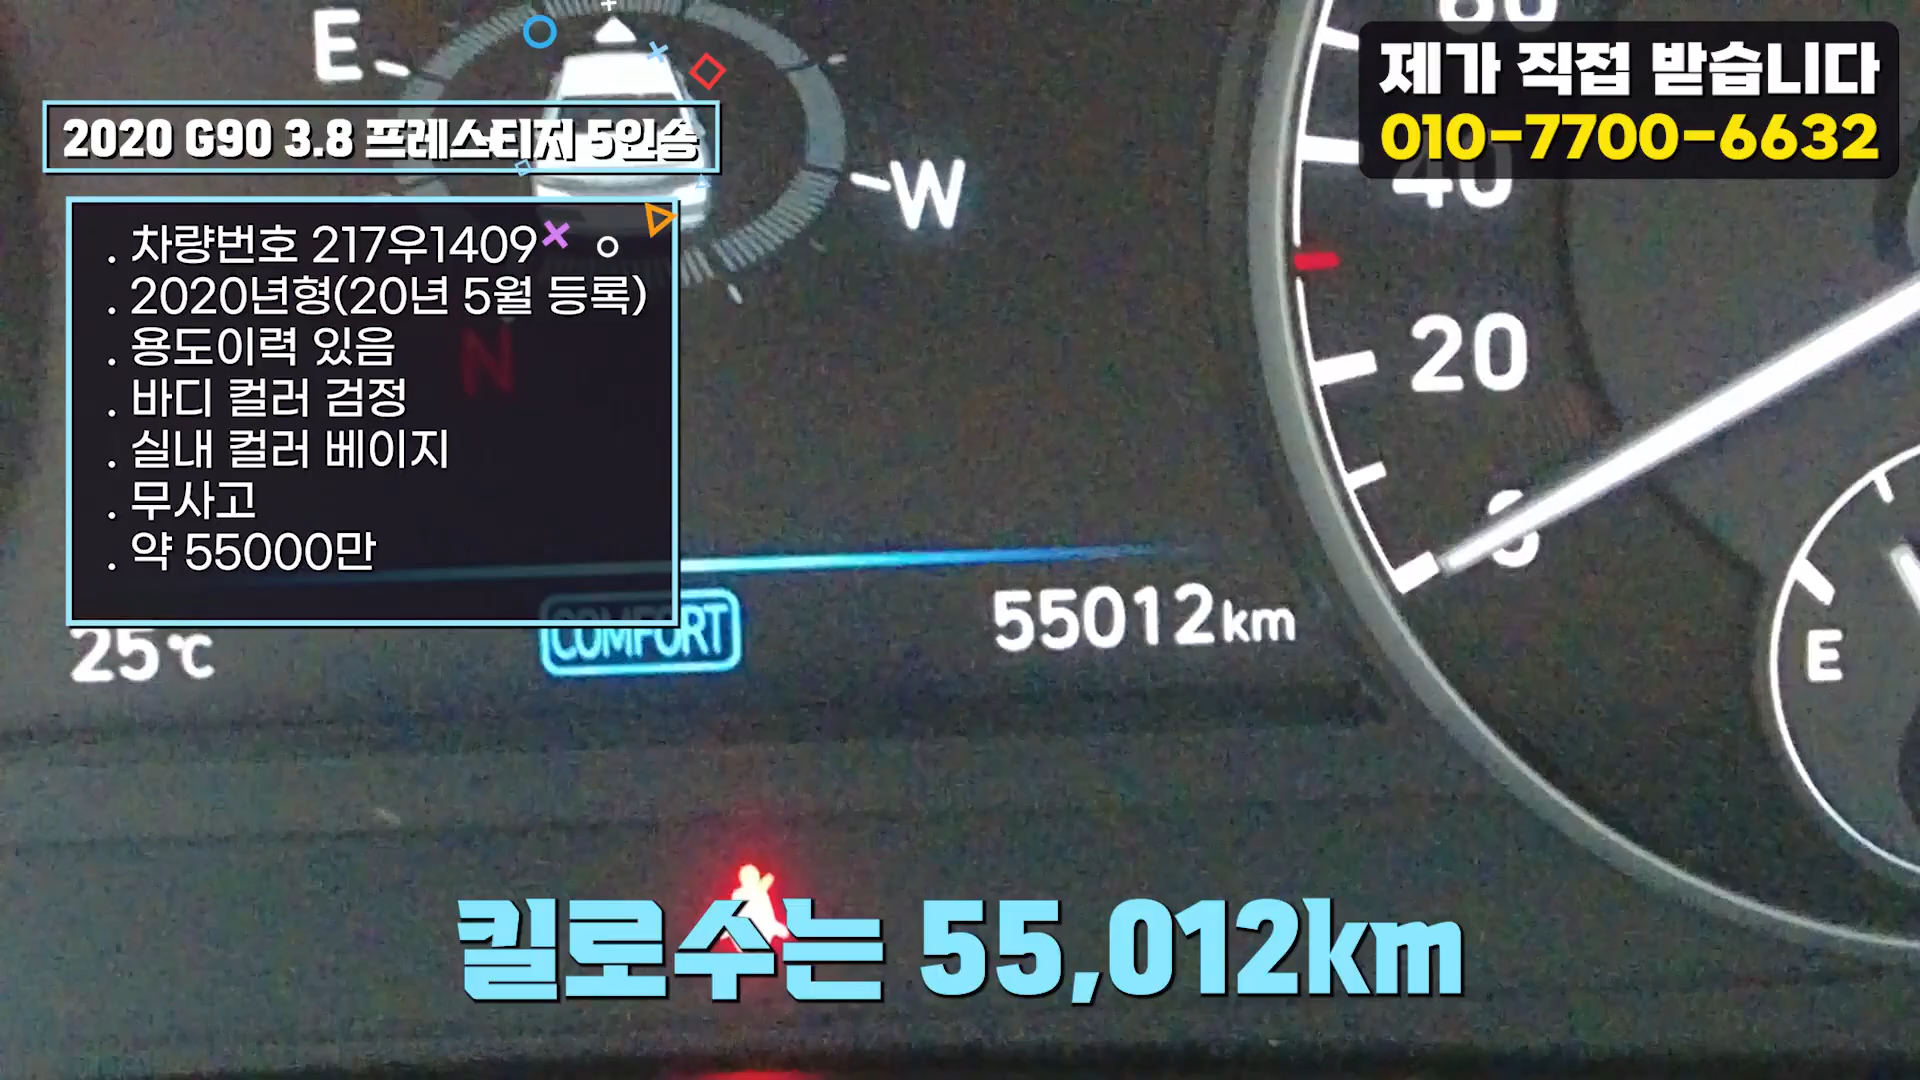 제가 직접 받습니다
010-7700-6632
2020 G90 3.8 프레스티지 5인승
. 차량번호 217우1409
. 2020년형(20년 5월 등록)
. 용도이력 있음
. 바디 컬러 검정
. 실내 컬러 베이지
. 무사고
. 약 55000만
E
W
N
60
40
20
0
25℃
COMFORT
55012km
E
킬로수는 55,012km